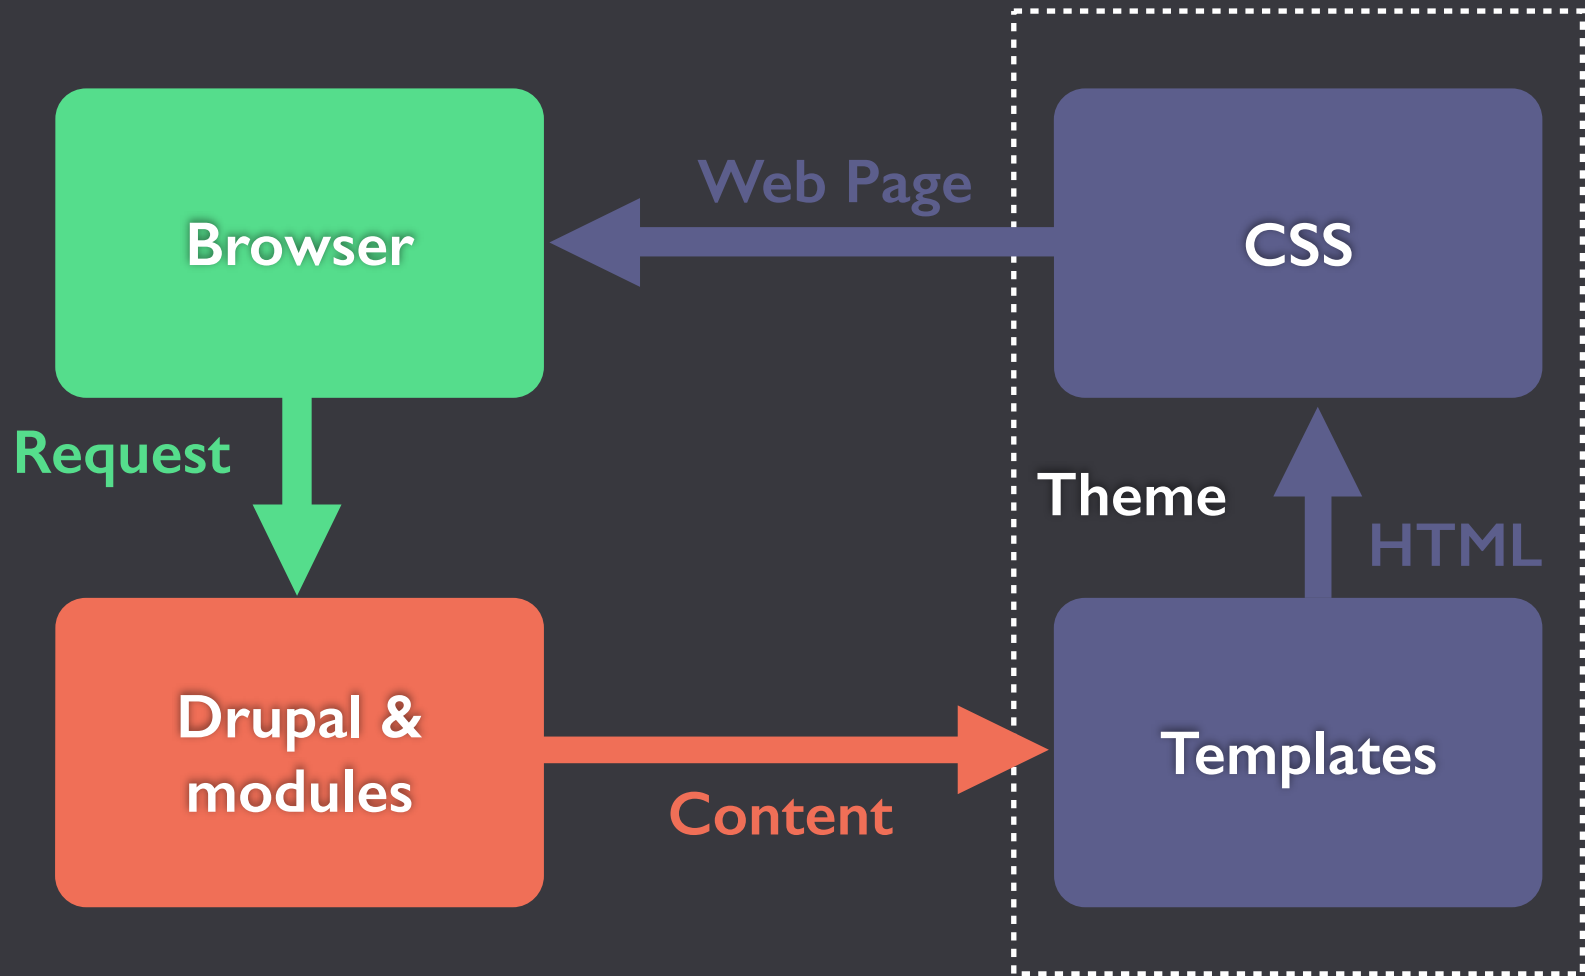 Web Page
Browser
CSS
Request
Theme
HTML
Drupal &
modules
Templates
Content